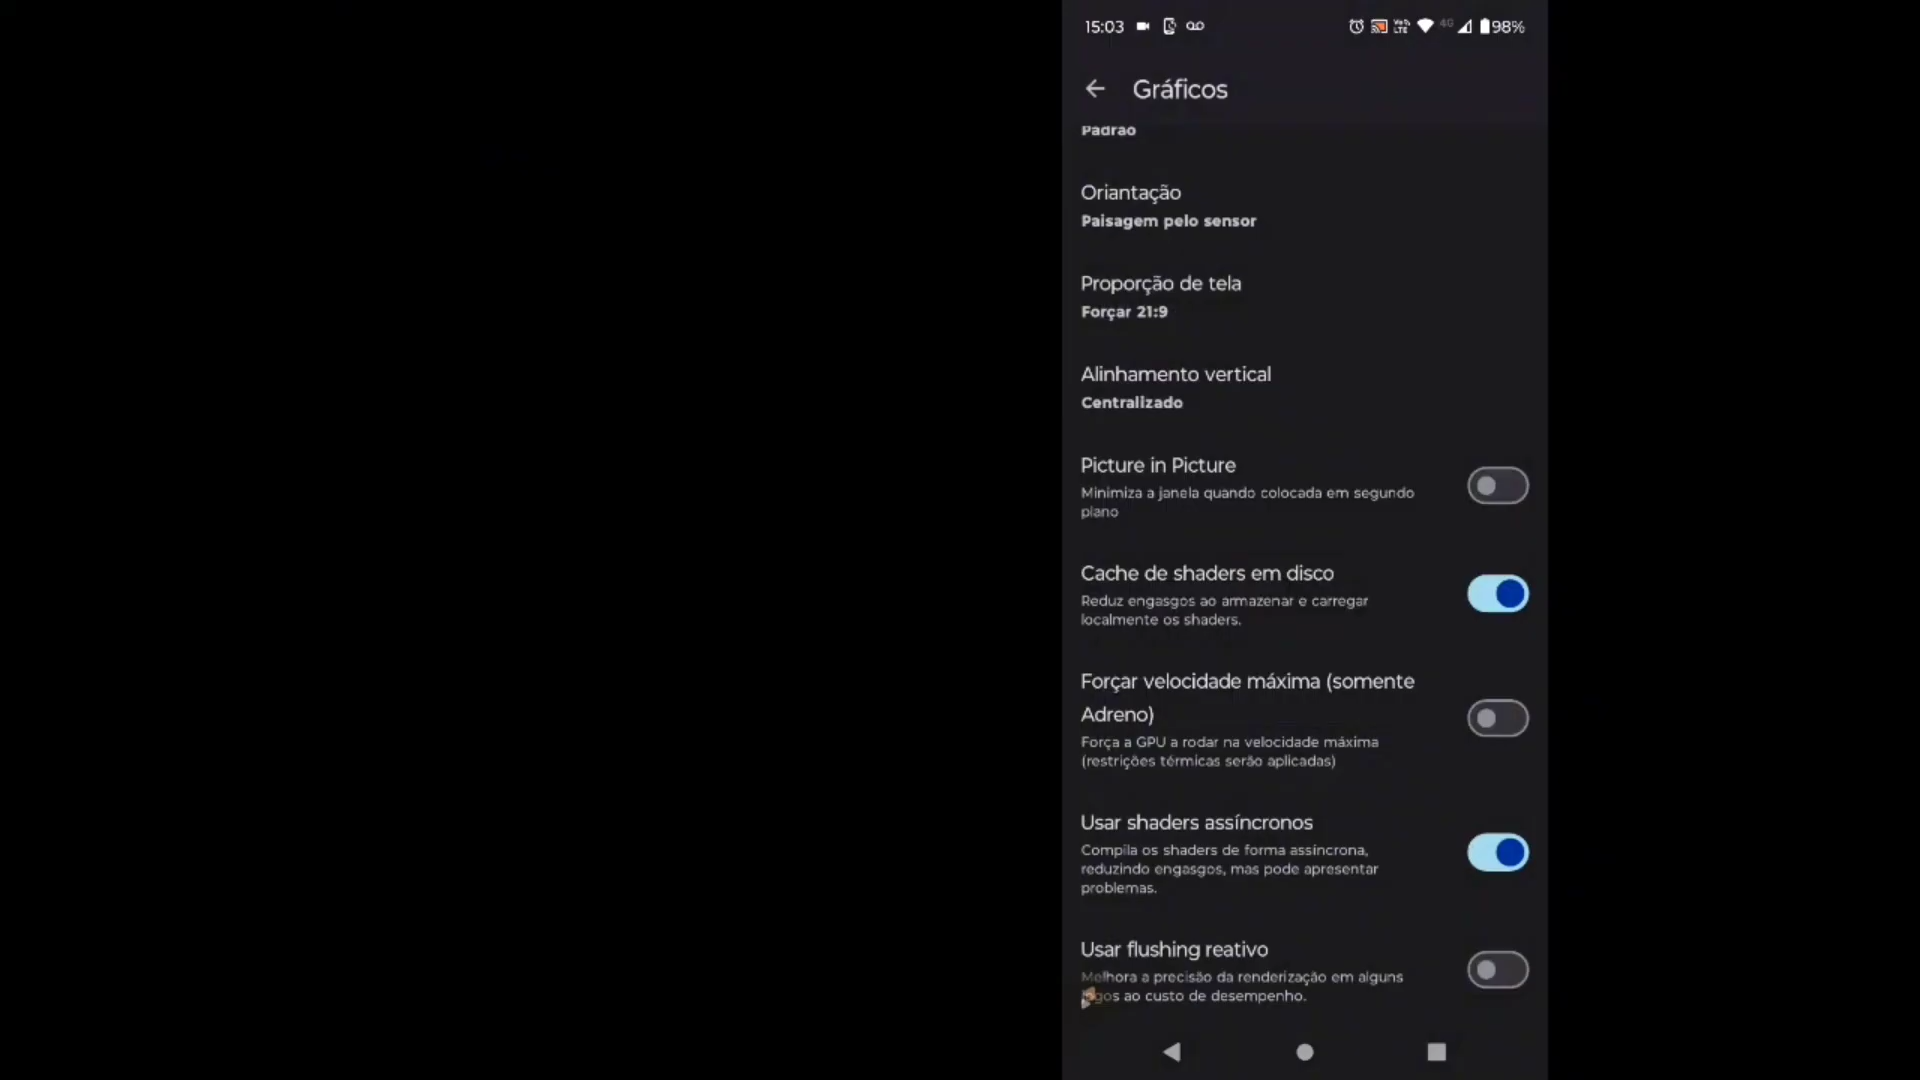 15:03 Vo LTE 4G 98%
Gráficos
Padrão
Oriantação
Paisagem pelo sensor
Proporção de tela
Forçar 21:9
Alinhamento vertical
Centralizado
Picture in Picture
Minimiza a janela quando colocada em segundo
plano
Cache de shaders em disco
Reduz engasgos ao armazenar e carregar
localmente os shaders.
Forçar velocidade máxima (somente
Adreno)
Força a GPU a rodar na velocidade máxima
(restrições térmicas serão aplicadas)
Usar shaders assíncronos
Compila os shaders de forma assíncrona,
reduzindo engasgos, mas pode apresentar
problemas.
Usar flushing reativo
Melhora a precisão da renderização em alguns
jogos ao custo de desempenho.